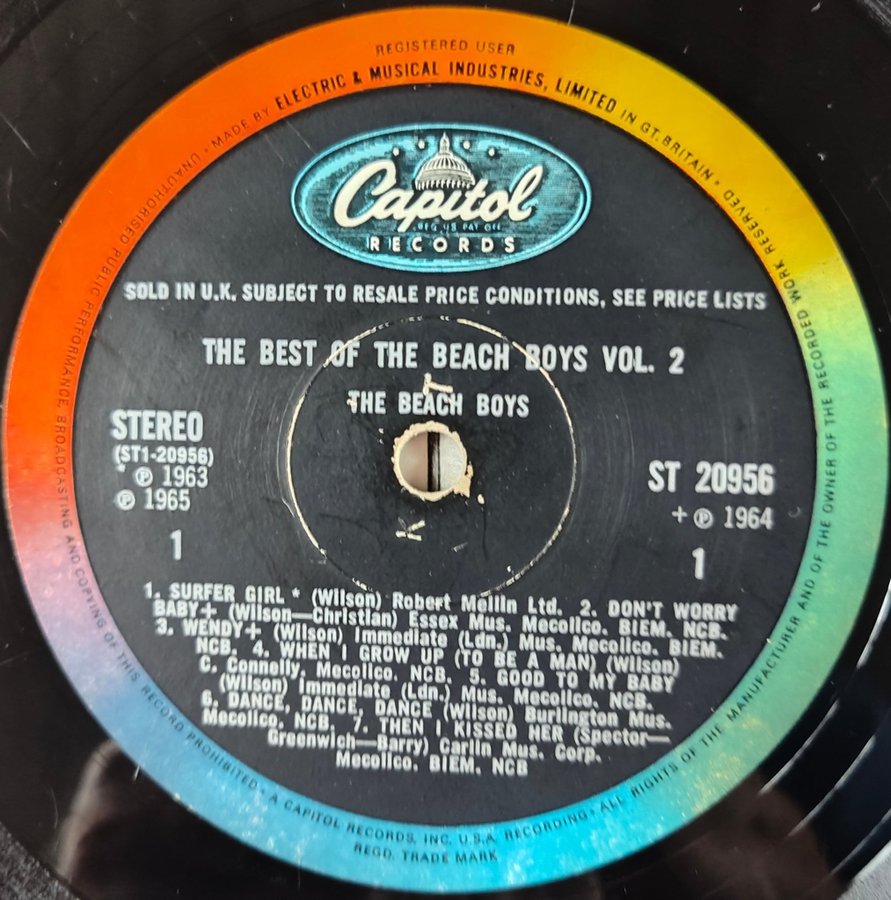 REGISTERED USER
UNAUTHORISED PUBLIC PERFORMANCE, BROADCASTING AND COPYING OF THIS RECORD PROHIBITED · MADE BY ELECTRIC & MUSICAL INDUSTRIES, LIMITED IN GT. BRITAIN · RESERVED WORK RECORDED THE OF OWNER THE OF AND MANUFACTURER THE OF RIGHTS ALL
Capitol
REG US PAT OFF
RECORDS
SOLD IN U.K. SUBJECT TO RESALE PRICE CONDITIONS, SEE PRICE LISTS
THE BEST OF THE BEACH BOYS VOL. 2
THE BEACH BOYS
STEREO
(ST1-20956)
* ℗ 1963
℗ 1965
1
ST 20956
+ ℗ 1964
1
K
T
1. SURFER GIRL * (Wilson) Robert Mellin Ltd. 2. DON'T WORRY
BABY+ (Wilson—Christian) Essex Mus. Mecolico. BIEM. NCB.
3. WENDY+ (Wilson) Immediate (Ldn.) Mus. Mecolico. BIEM.
NCB. 4. WHEN I GROW UP (TO BE A MAN) (Wilson)
C. Connelly, Mecolico. NCB. 5. GOOD TO MY BABY
(Wilson) Immediate (Ldn.) Mus. Mecolico. NCB.
6. DANCE, DANCE, DANCE (Wilson) Burlington Mus.
Mecolico. NCB. 7. THEN I KISSED HER (Spector—
Greenwich—Barry) Carlin Mus. Corp.
Mecolico. BIEM. NCB
· A CAPITOL RECORDS, INC. U.S.A. RECORDING ·
REGD. TRADE MARK